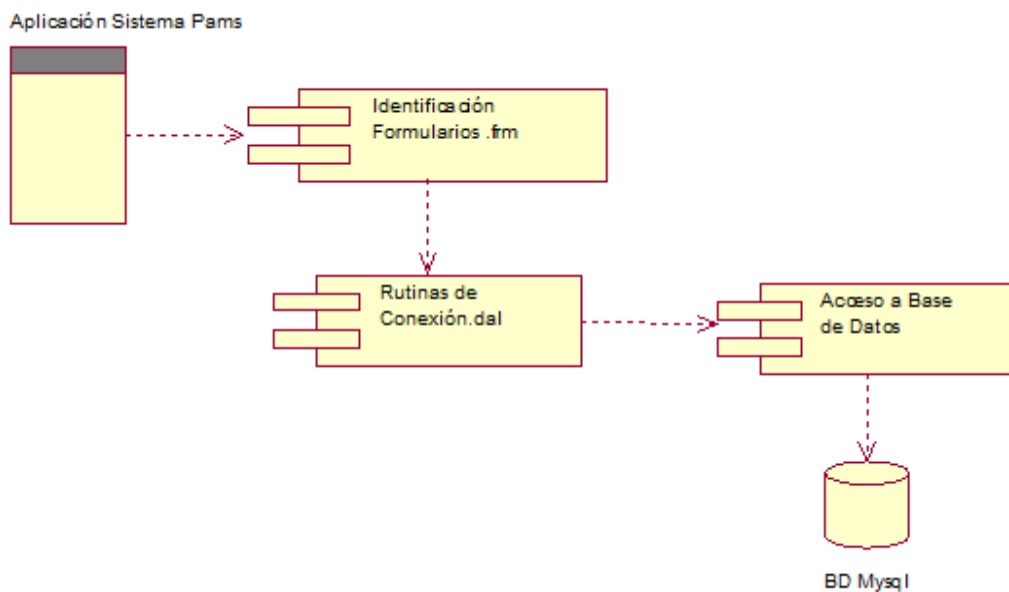 Aplicación Sistema Pams
Identificación
Formularios .frm
Rutinas de
Conexión.dal
Acceso a Base
de Datos
BD Mysql